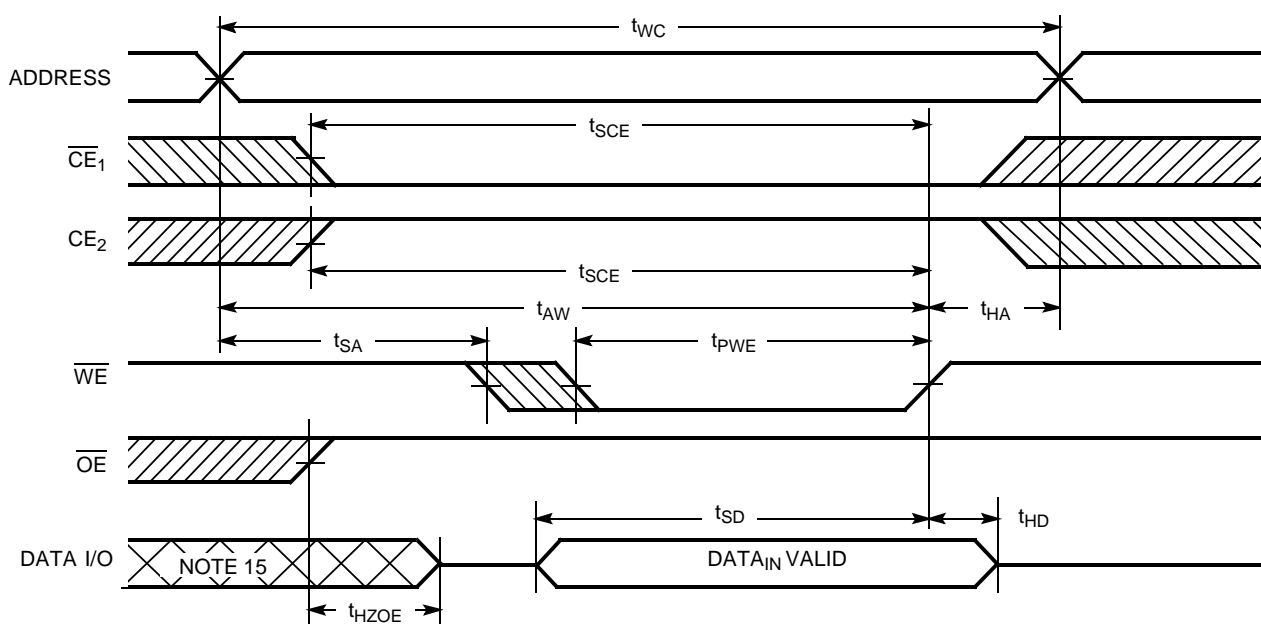 tWC
ADDRESS
tSCE
CE1
CE2
tSCE
tAW
tHA
tSA
tPWE
WE
OE
tSD
tHD
DATA I/O
NOTE 15
DATAIN VALID
tHZOE